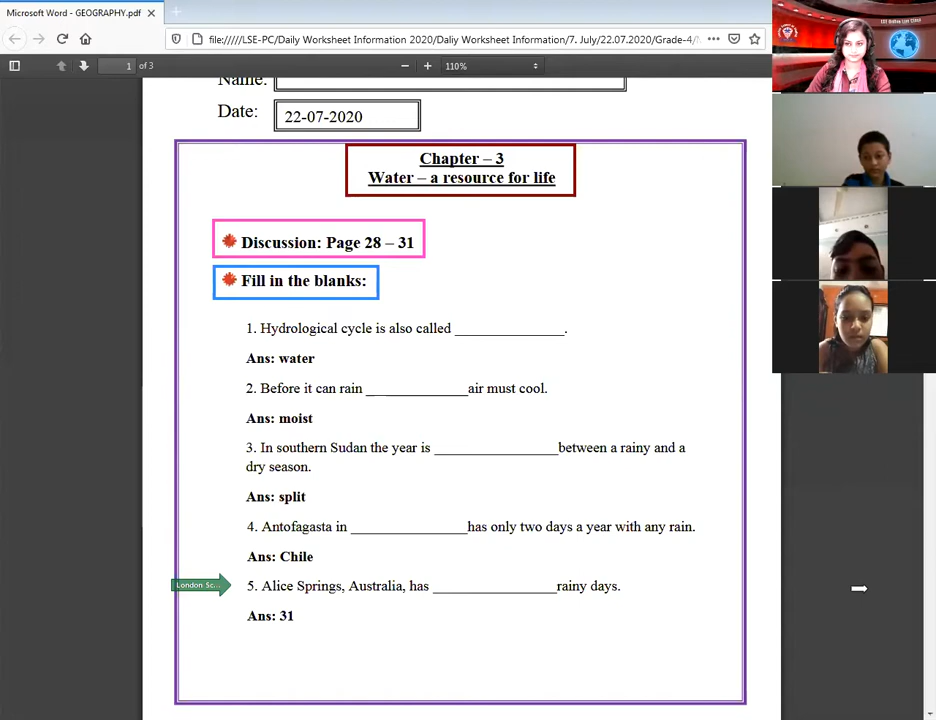 Microsoft Word - GEOGRAPHY.pdf
file://///LSE-PC/Daily Worksheet Information 2020/Daliy Worksheet Information/7. July/22.07.2020/Grade-4/
1 of 3
110%
Name:
Date: 22-07-2020
Chapter – 3
Water – a resource for life
Discussion: Page 28 – 31
Fill in the blanks:
1. Hydrological cycle is also called ______________.
Ans: water
2. Before it can rain _____________air must cool.
Ans: moist
3. In southern Sudan the year is ________________between a rainy and a
dry season.
Ans: split
4. Antofagasta in _______________has only two days a year with any rain.
Ans: Chile
London Sc...
5. Alice Springs, Australia, has ________________rainy days.
Ans: 31